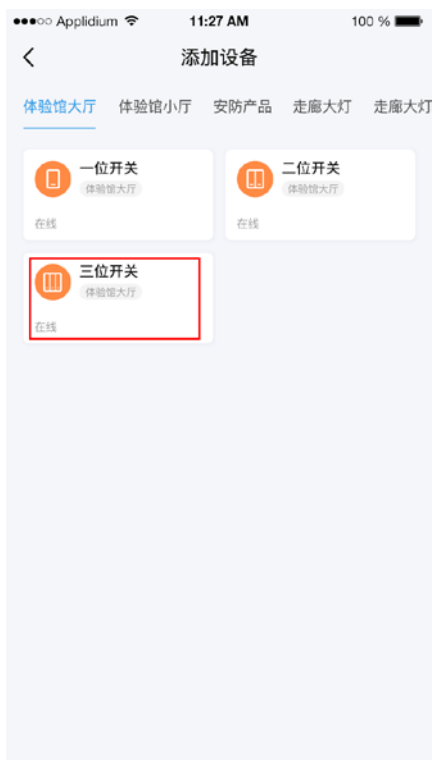 Applidium 11:27 AM 100 %
添加设备
体验馆大厅 体验馆小厅 安防产品 走廊大灯 走廊大灯
一位开关 二位开关
体验馆大厅 体验馆大厅
在线 在线
三位开关
体验馆大厅
在线